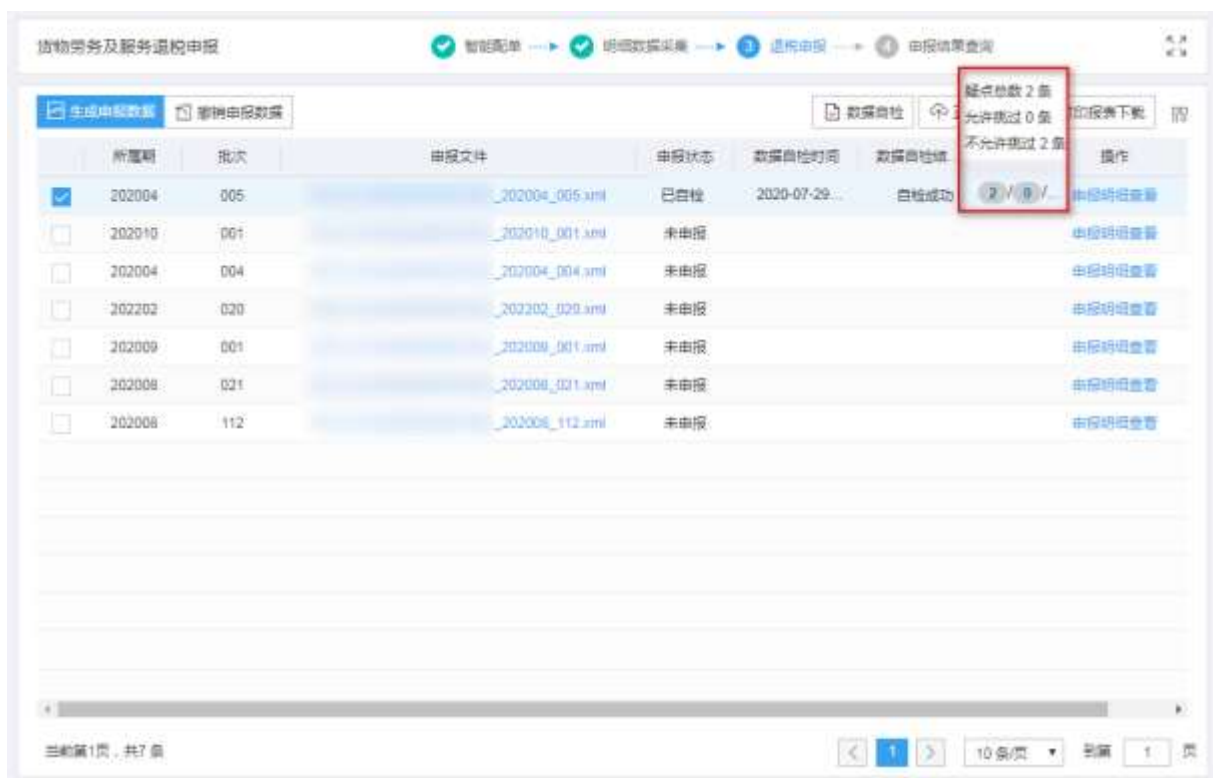 货物劳务及服务退税申报 智能配单 明细数据采集 3 退税申报 4 申报结果查询
疑点总数 2 条
生成申报数据 撤销申报数据 数据自检 打印报表下载
允许挑过 0 条
不允许挑过 2 条
所属期 批次 申报文件 申报状态 数据自检时间 数据自检结... 操作
202004 005 _202004_005.xml 已自检 2020-07-29... 自检成功 2 / 0 /... 申报明细查看
202010 001 _202010_001.xml 未申报 申报明细查看
202004 004 _202004_004.xml 未申报 申报明细查看
202202 020 _202202_020.xml 未申报 申报明细查看
202009 001 _202009_001.xml 未申报 申报明细查看
202008 021 _202008_021.xml 未申报 申报明细查看
202008 112 _202008_112.xml 未申报 申报明细查看
当前第1页，共7 条 < 1 > 10 条/页 到第 1 页